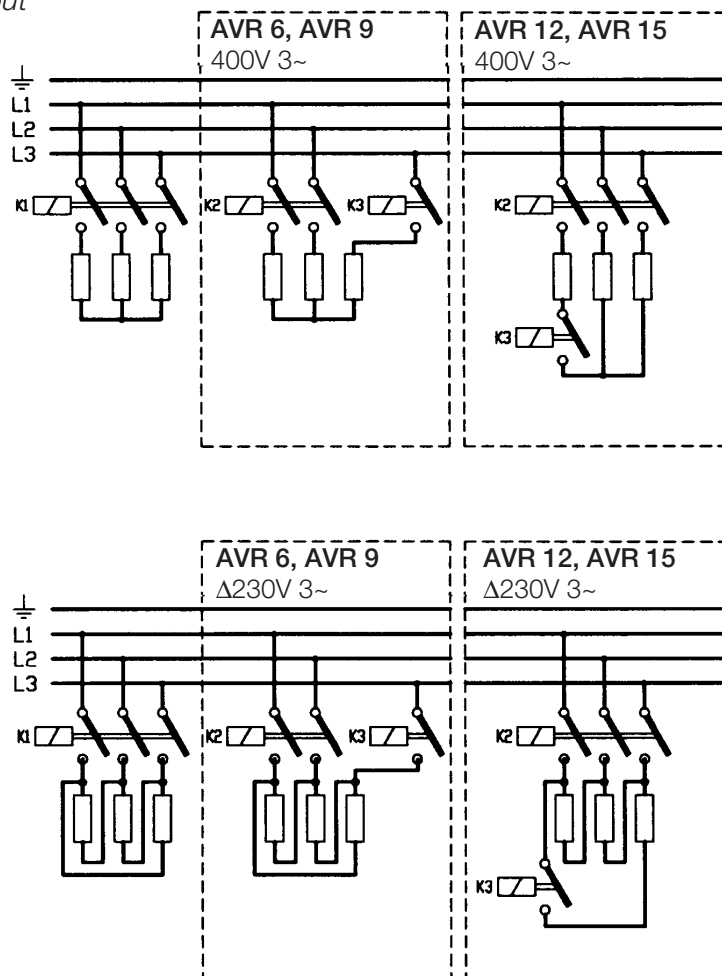 AVR 6, AVR 9
400V 3~
AVR 12, AVR 15
400V 3~
L1
L2
L3
K1
K2
K3
K2
K3
AVR 6, AVR 9
Δ230V 3~
AVR 12, AVR 15
Δ230V 3~
L1
L2
L3
K1
K2
K3
K2
K3